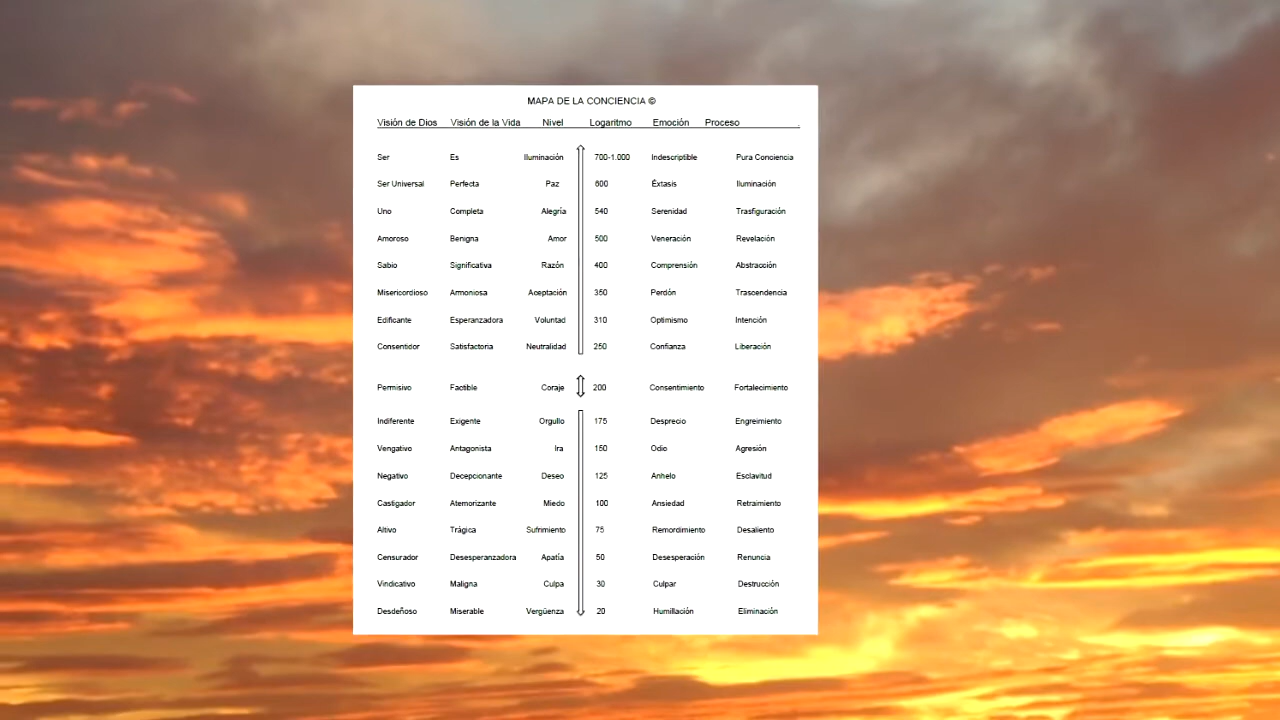 MAPA DE LA CONCIENCIA ©
Visión de Dios Visión de la Vida Nivel Logaritmo Emoción Proceso
Ser Es Iluminación 700-1.000 Indescriptible Pura Conciencia
Ser Universal Perfecta Paz 600 Éxtasis Iluminación
Uno Completa Alegría 540 Serenidad Trasfiguración
Amoroso Benigna Amor 500 Veneración Revelación
Sabio Significativa Razón 400 Comprensión Abstracción
Misericordioso Armoniosa Aceptación 350 Perdón Trascendencia
Edificante Esperanzadora Voluntad 310 Optimismo Intención
Consentidor Satisfactoria Neutralidad 250 Confianza Liberación
Permisivo Factible Coraje 200 Consentimiento Fortalecimiento
Indiferente Exigente Orgullo 175 Desprecio Engreimiento
Vengativo Antagonista Ira 150 Odio Agresión
Negativo Decepcionante Deseo 125 Anhelo Esclavitud
Castigador Atemorizante Miedo 100 Ansiedad Retraimiento
Altivo Trágica Sufrimiento 75 Remordimiento Desaliento
Censurador Desesperanzadora Apatía 50 Desesperación Renuncia
Vindicativo Maligna Culpa 30 Culpar Destrucción
Desdeñoso Miserable Vergüenza 20 Humillación Eliminación